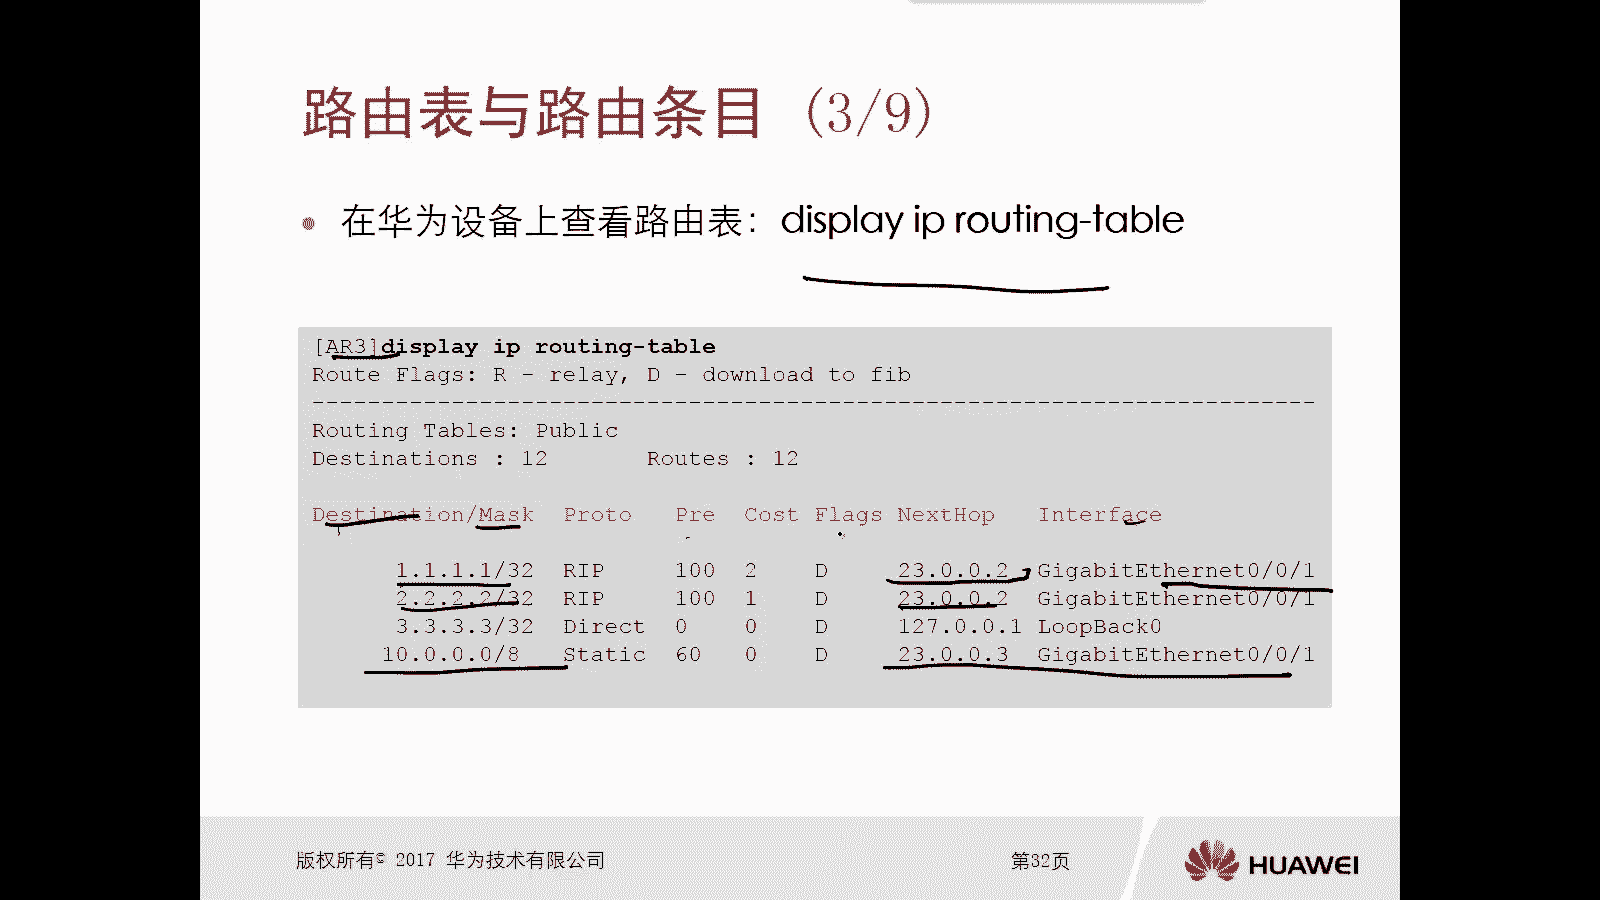 路由表与路由条目（3/9）
在华为设备上查看路由表：display ip routing-table
[AR3]display ip routing-table
Route Flags: R - relay, D - download to fib
------------------------------------------------------------------------
Routing Tables: Public
Destinations : 12       Routes : 12
Destination/Mask  Proto   Pre  Cost Flags NextHop   Interface
1.1.1.1/32  RIP     100  2    D     23.0.0.2  GigabitEthernet0/0/1
2.2.2.2/32  RIP     100  1    D     23.0.0.2  GigabitEthernet0/0/1
3.3.3.3/32  Direct  0    0    D     127.0.0.1 LoopBack0
10.0.0.0/8   Static  60   0    D     23.0.0.3  GigabitEthernet0/0/1
版权所有© 2017 华为技术有限公司
第32页
HUAWEI